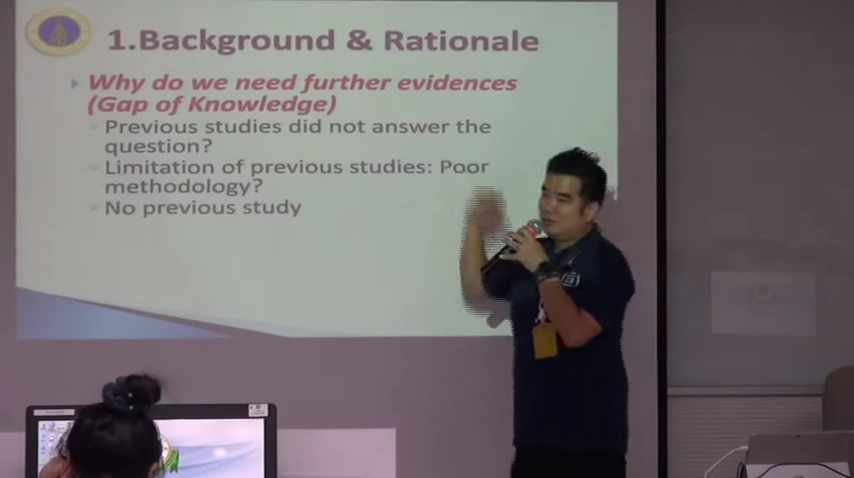 1.Background & Rationale
Why do we need further evidences
(Gap of Knowledge)
Previous studies did not answer the
question?
Limitation of previous studies: Poor
methodology?
No previous study